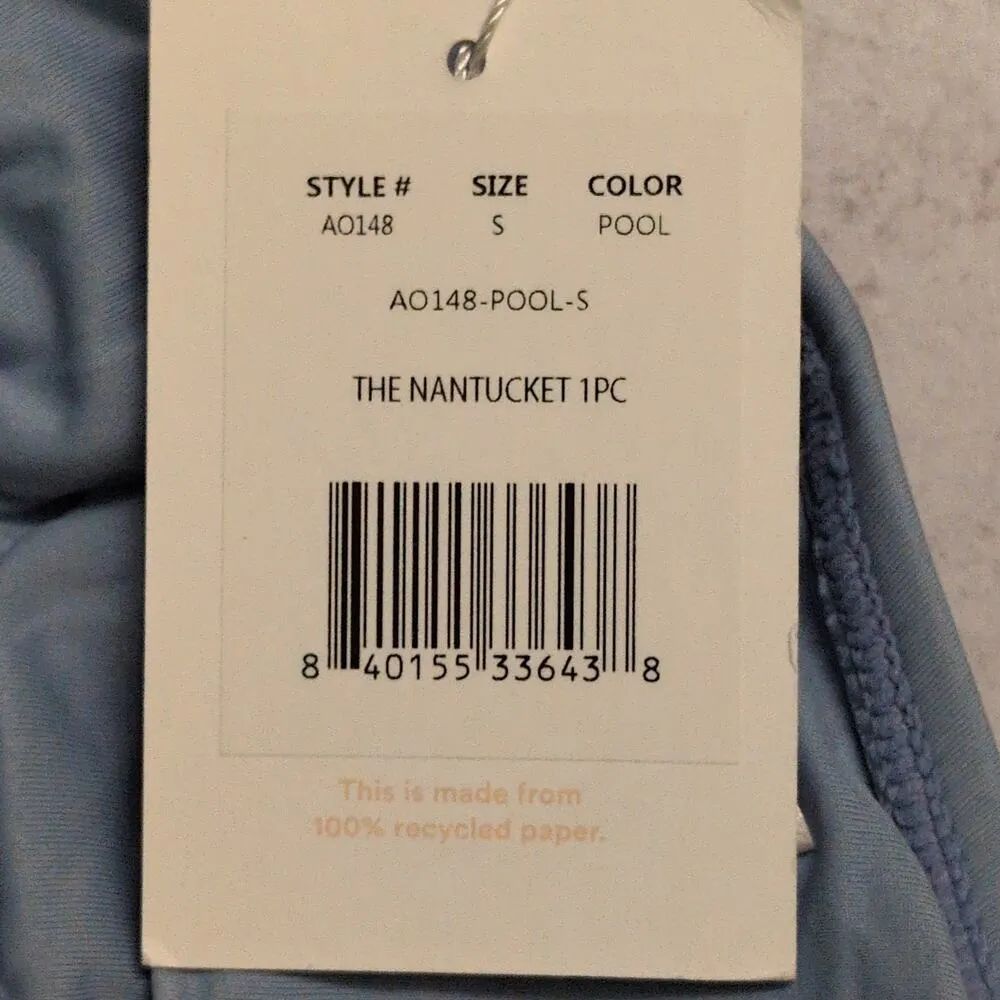 STYLE # SIZE COLOR
AO148 S POOL
AO148-POOL-S
THE NANTUCKET 1PC
8 40155 33643 8
This is made from
100% recycled paper.